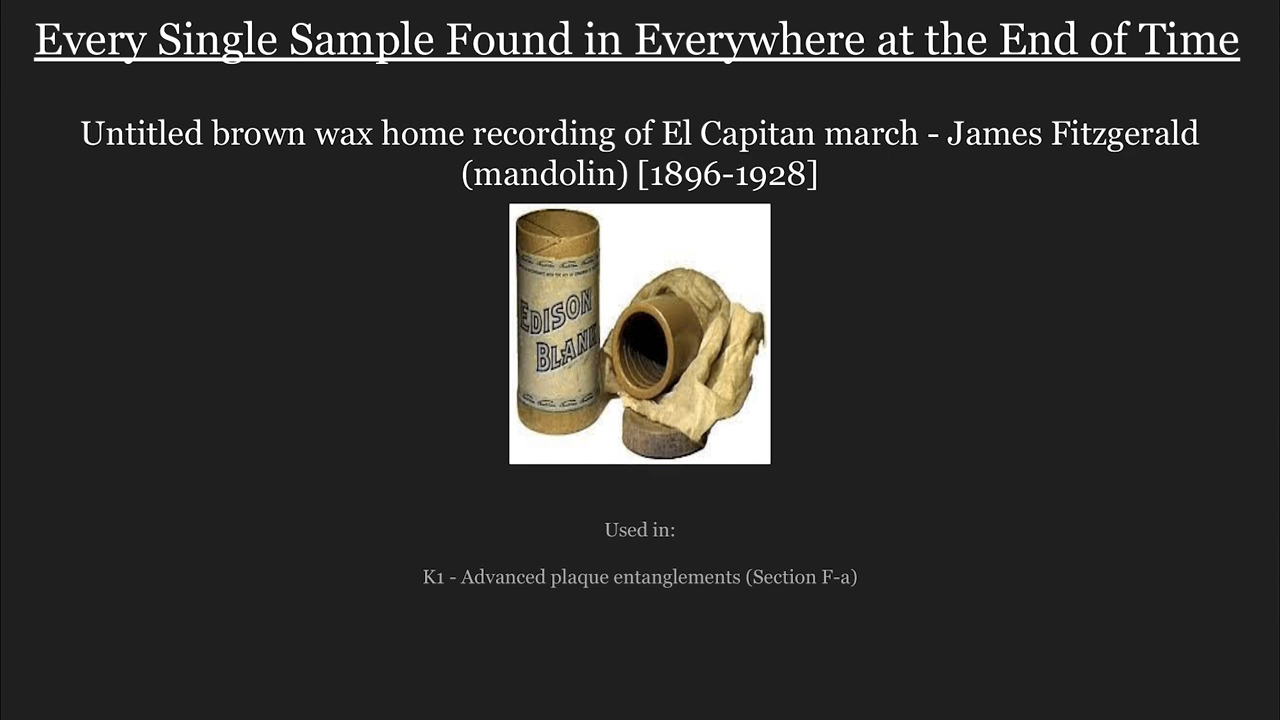 Every Single Sample Found in Everywhere at the End of Time
Untitled brown wax home recording of El Capitan march - James Fitzgerald
(mandolin) [1896-1928]
EDISON
BLANK
Used in:
K1 - Advanced plaque entanglements (Section F-a)